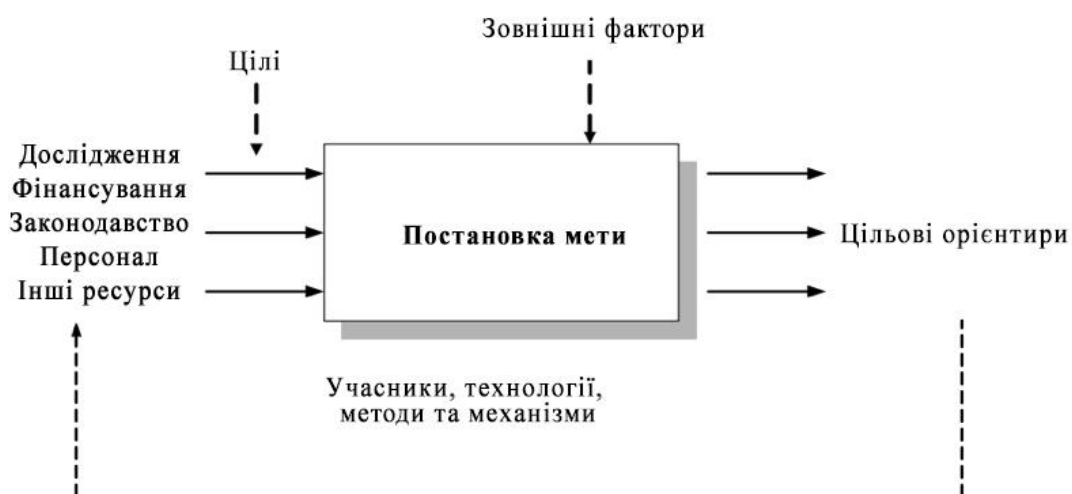 Зовнішні фактори
Цілі
Дослідження
Фінансування
Законодавство
Персонал
Інші ресурси
Постановка мети
Цільові орієнтири
Учасники, технології,
методи та механізми